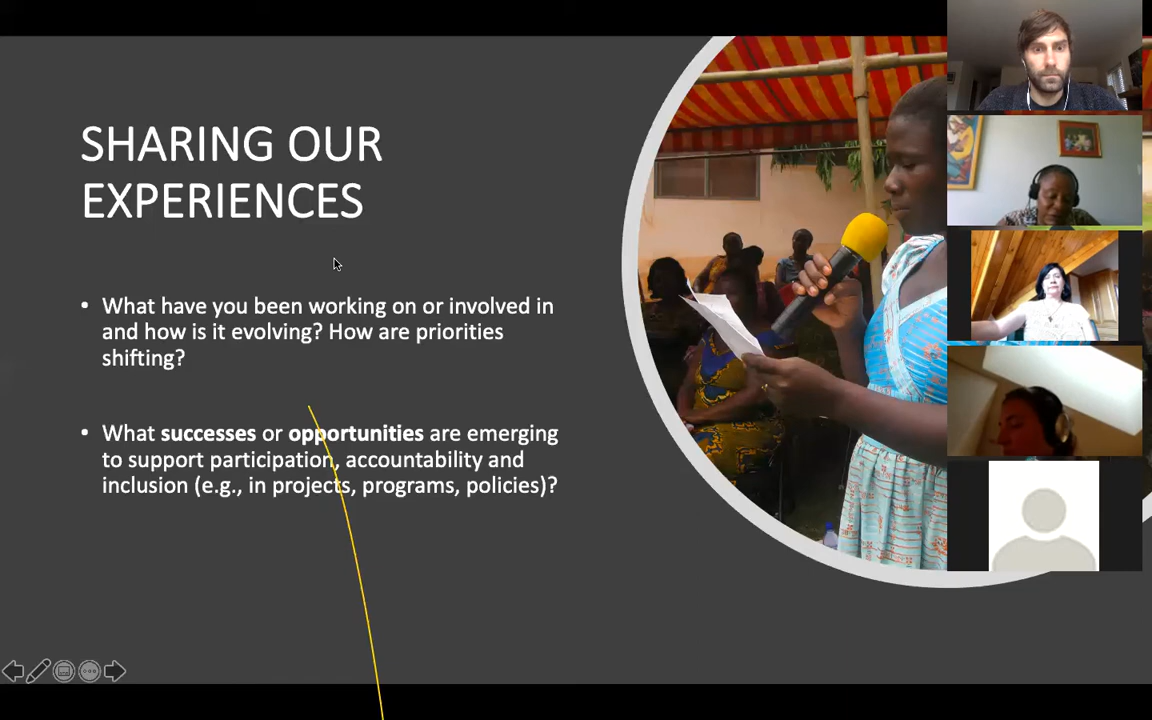 SHARING OUR
EXPERIENCES
• What have you been working on or involved in
and how is it evolving? How are priorities
shifting?
• What successes or opportunities are emerging
to support participation, accountability and
inclusion (e.g., in projects, programs, policies)?